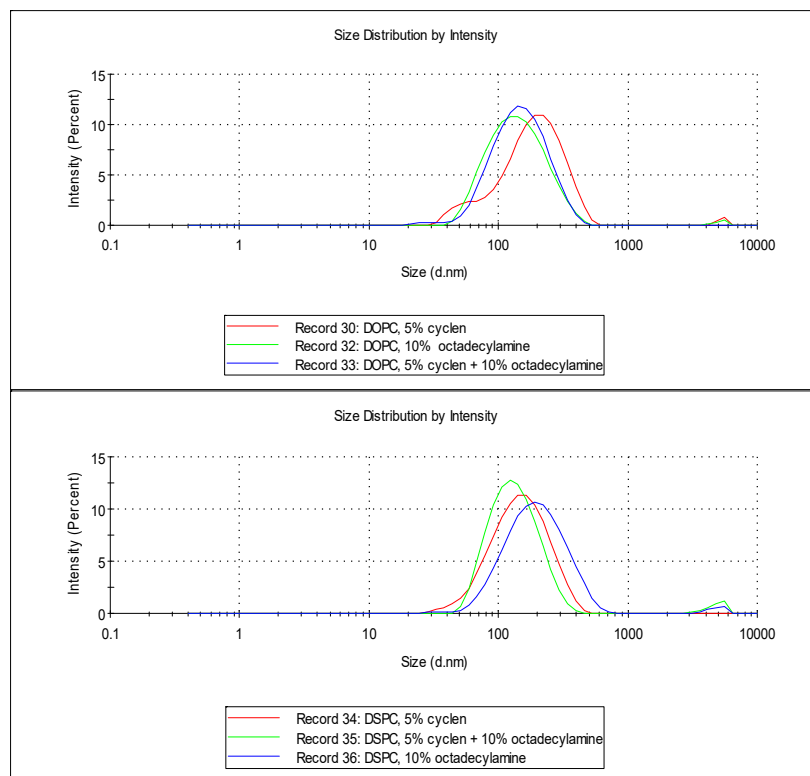 Size Distribution by Intensity
15
10
5
0
Intensity (Percent)
0.1 1 10 100 1000 10000
Size (d.nm)
Record 30: DOPC, 5% cyclen
Record 32: DOPC, 10% octadecylamine
Record 33: DOPC, 5% cyclen + 10% octadecylamine
Size Distribution by Intensity
15
10
5
0
Intensity (Percent)
0.1 1 10 100 1000 10000
Size (d.nm)
Record 34: DSPC, 5% cyclen
Record 35: DSPC, 5% cyclen + 10% octadecylamine
Record 36: DSPC, 10% octadecylamine